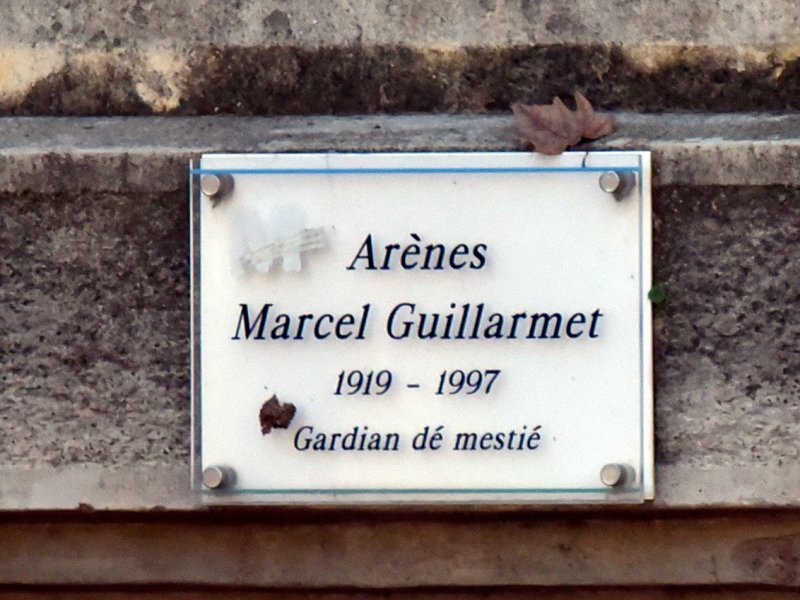 Arènes
Marcel Guillarmet
1919 - 1997
Gardian dé mestié